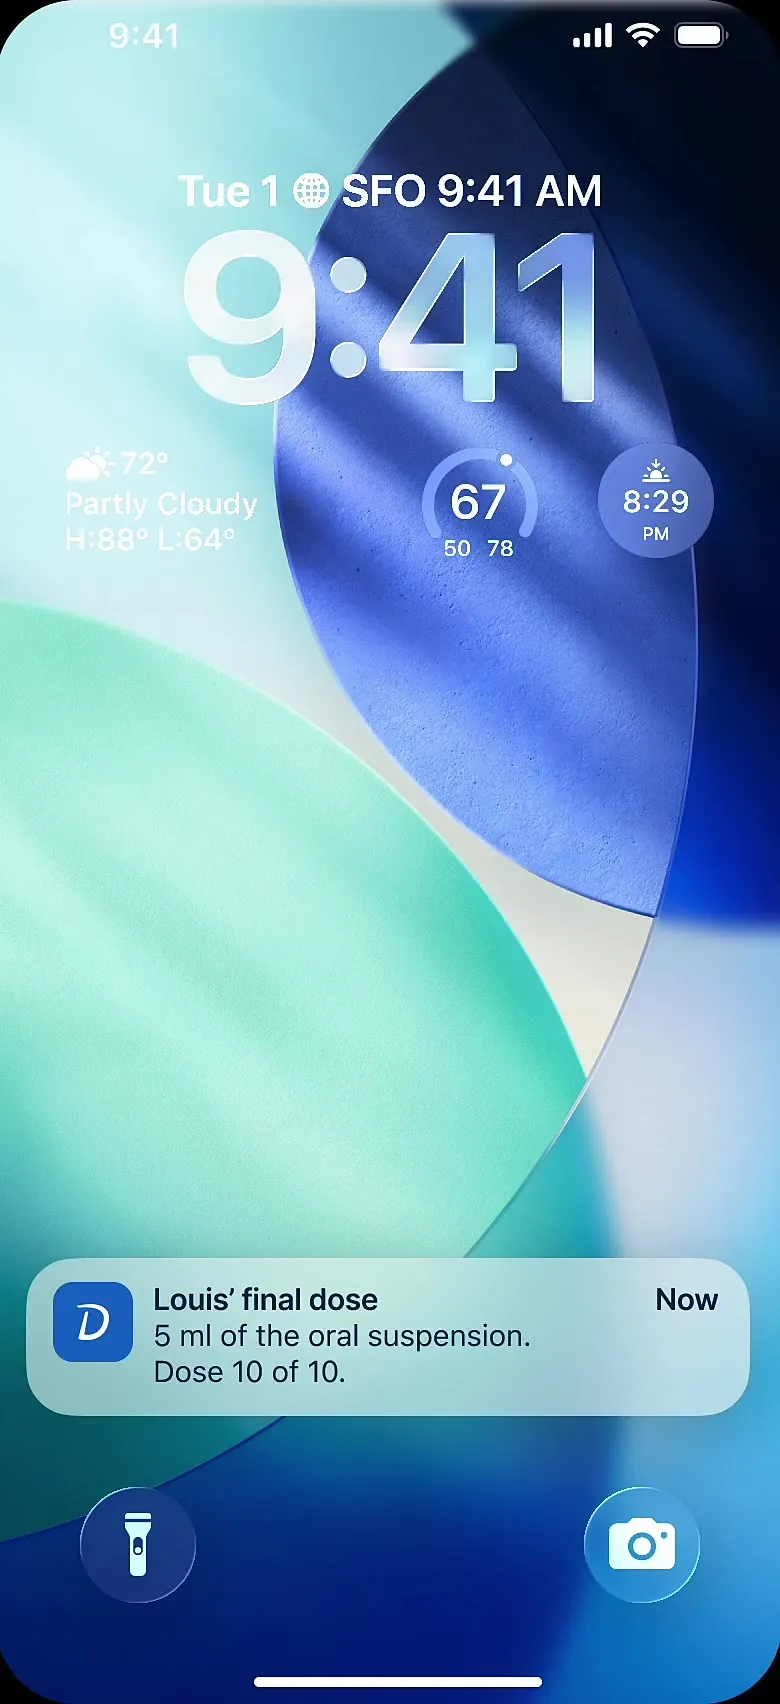 9:41
Tue 1 SFO 9:41 AM
9:41
72°
Partly Cloudy
H:88° L:64°
67
50 78
8:29
PM
D
Louis’ final dose
Now
5 ml of the oral suspension.
Dose 10 of 10.